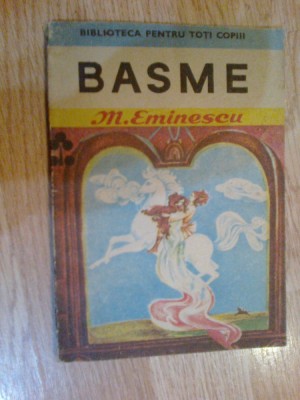 BIBLIOTECA PENTRU TOȚI COPIII
BASME
M. Eminescu